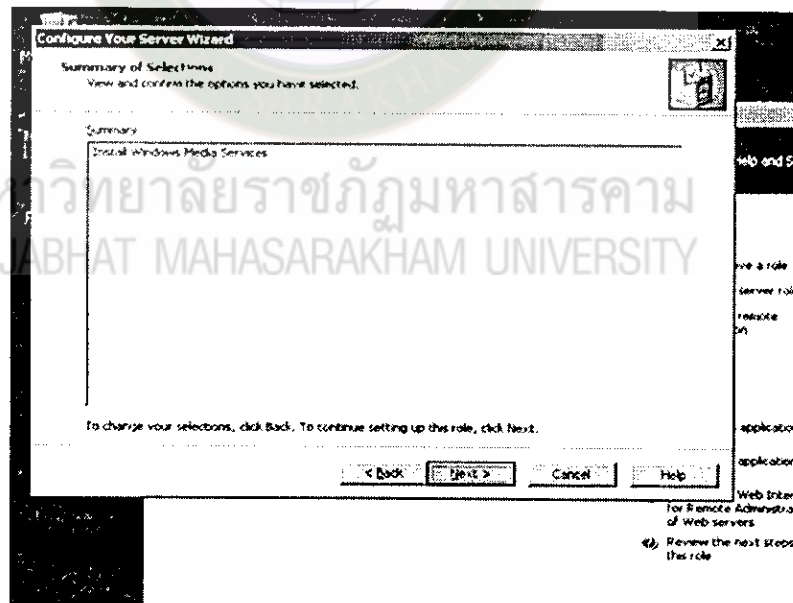 Configure Your Server Wizard
Summary of Selections
View and confirm the options you have selected.
Summary
Install Windows Media Services
หาวิทยาลัยราชภัฏมหาสารคาม
JABHAT MAHASARAKHAM UNIVERSITY
To change your selections, click Back. To continue setting up this role, click Next.
< Back
Next >
Cancel
Help
Help and S
ve a role
server rol
remote
on
application
application
Web Inter
for Remote Administra
of Web servers
Review the next steps
this role